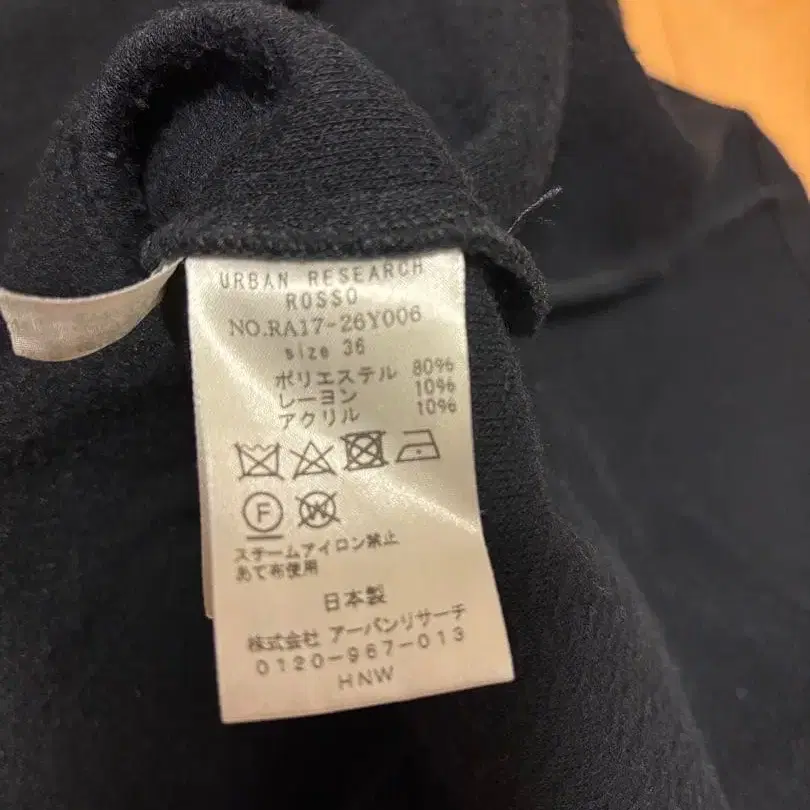 URBAN RESEARCH
ROSSO
NO.RA17-26Y006
size 36
ポリエステル 80%
レーヨン 10%
アクリル 10%
F W
スチームアイロン禁止
あて布使用
日本製
株式会社 アーバンリサーチ
0120-967-013
HNW